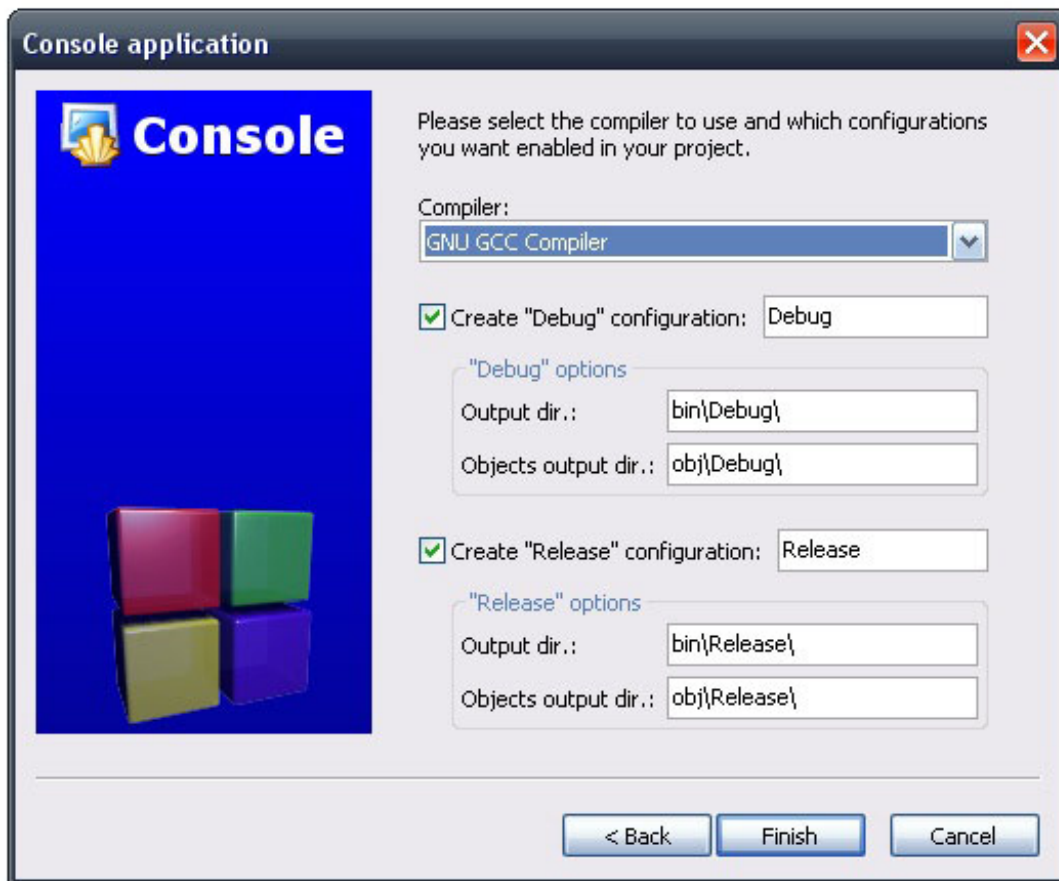 Console application
Console
Please select the compiler to use and which configurations
you want enabled in your project.
Compiler:
GNU GCC Compiler
Create "Debug" configuration: Debug
"Debug" options
Output dir.: bin\Debug\
Objects output dir.: obj\Debug\
Create "Release" configuration: Release
"Release" options
Output dir.: bin\Release\
Objects output dir.: obj\Release\
< Back Finish Cancel